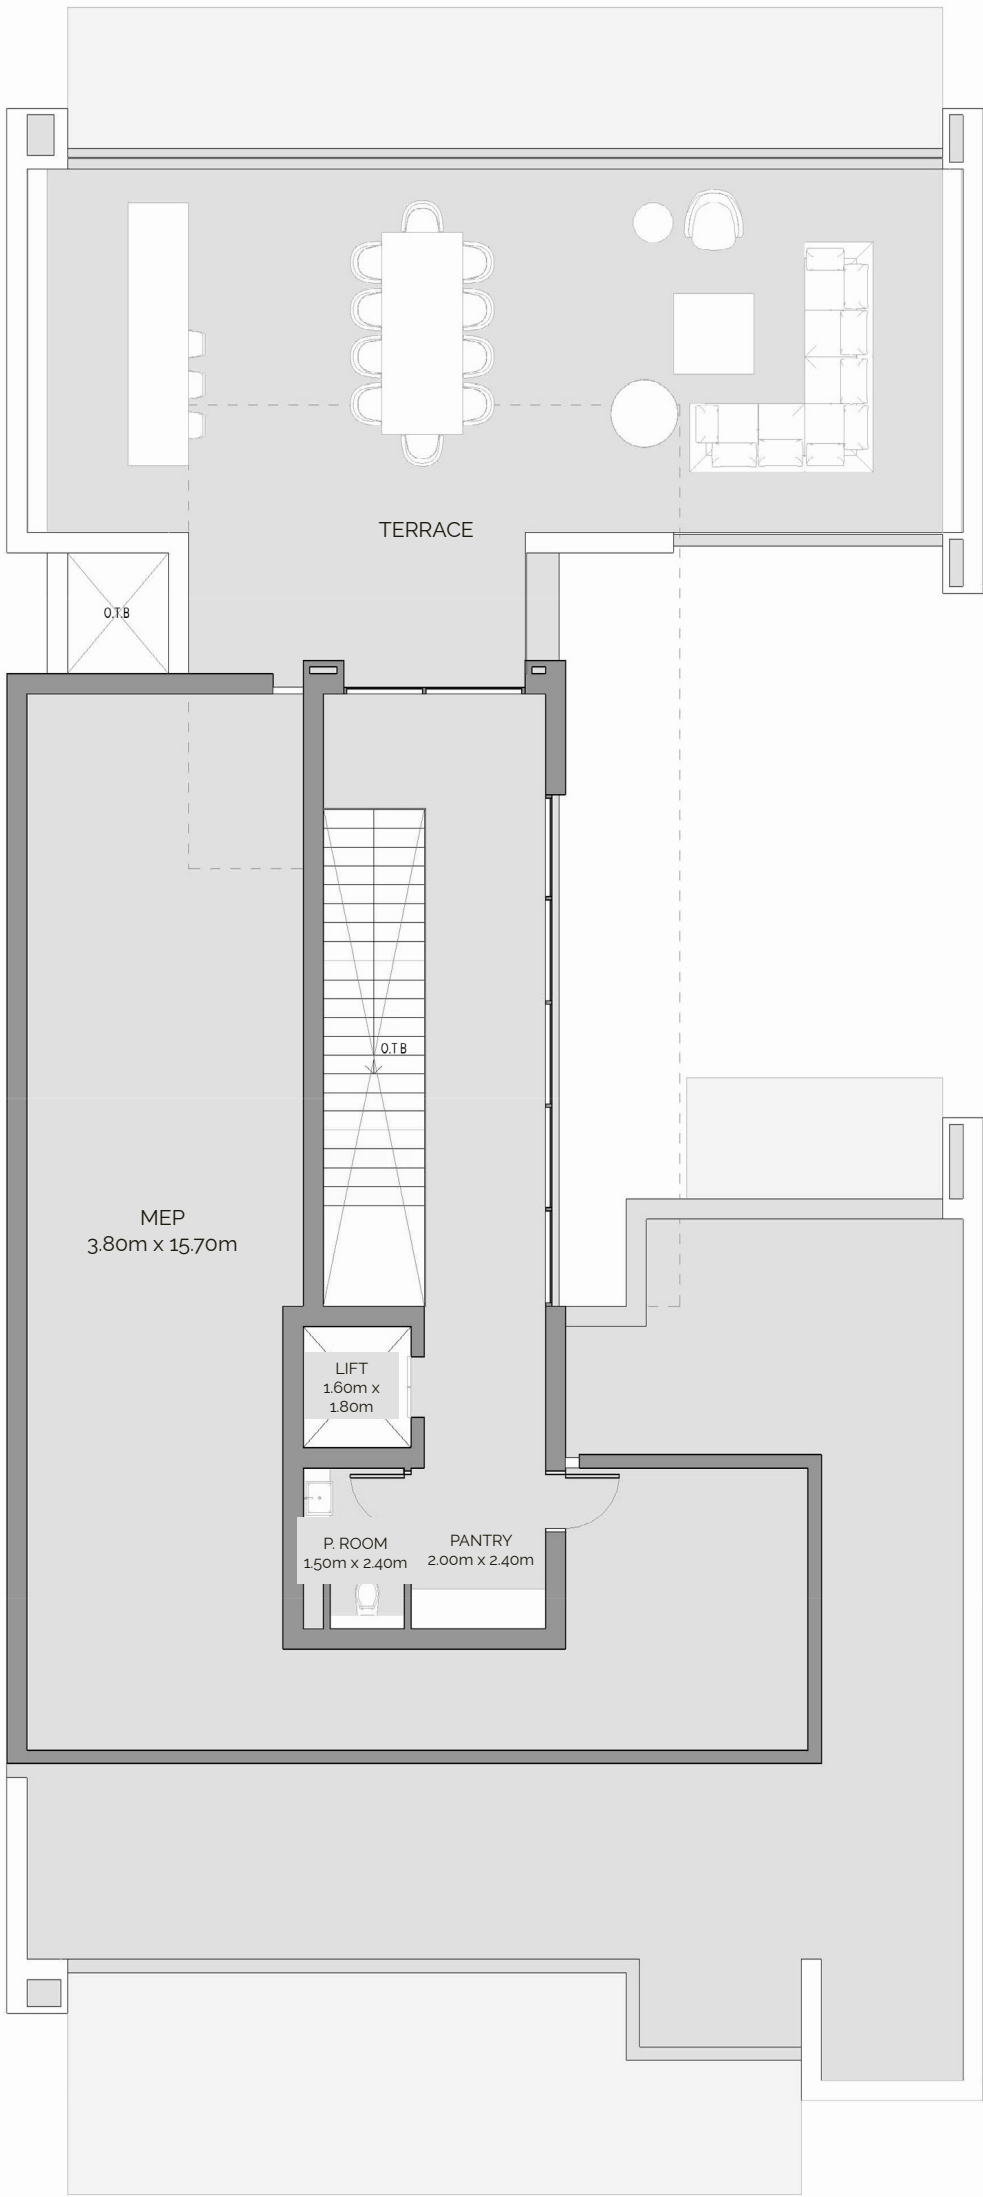 TERRACE
O.T.B
O.T B
MEP
3.80m x 15.70m
LIFT
1.60m x
1.80m
P. ROOM
1.50m x 2.40m
PANTRY
2.00m x 2.40m